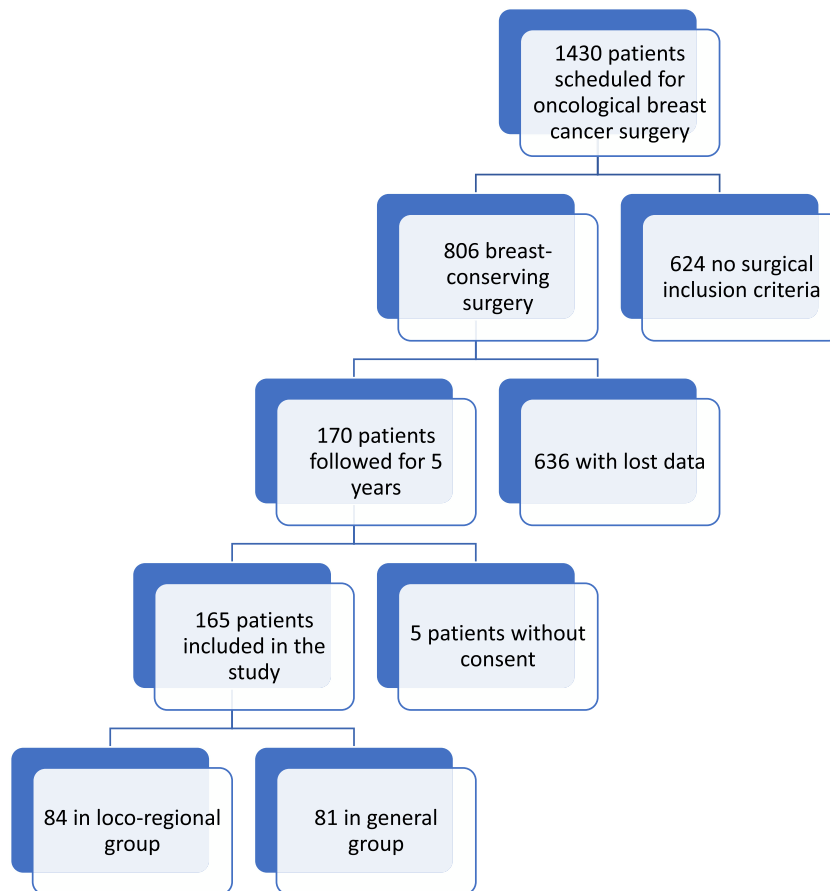 1430 patients
scheduled for
oncological breast
cancer surgery
806 breast-
conserving
surgery
624 no surgical
inclusion criteria
170 patients
followed for 5
years
636 with lost data
165 patients
included in the
study
5 patients without
consent
84 in loco-regional
group
81 in general
group